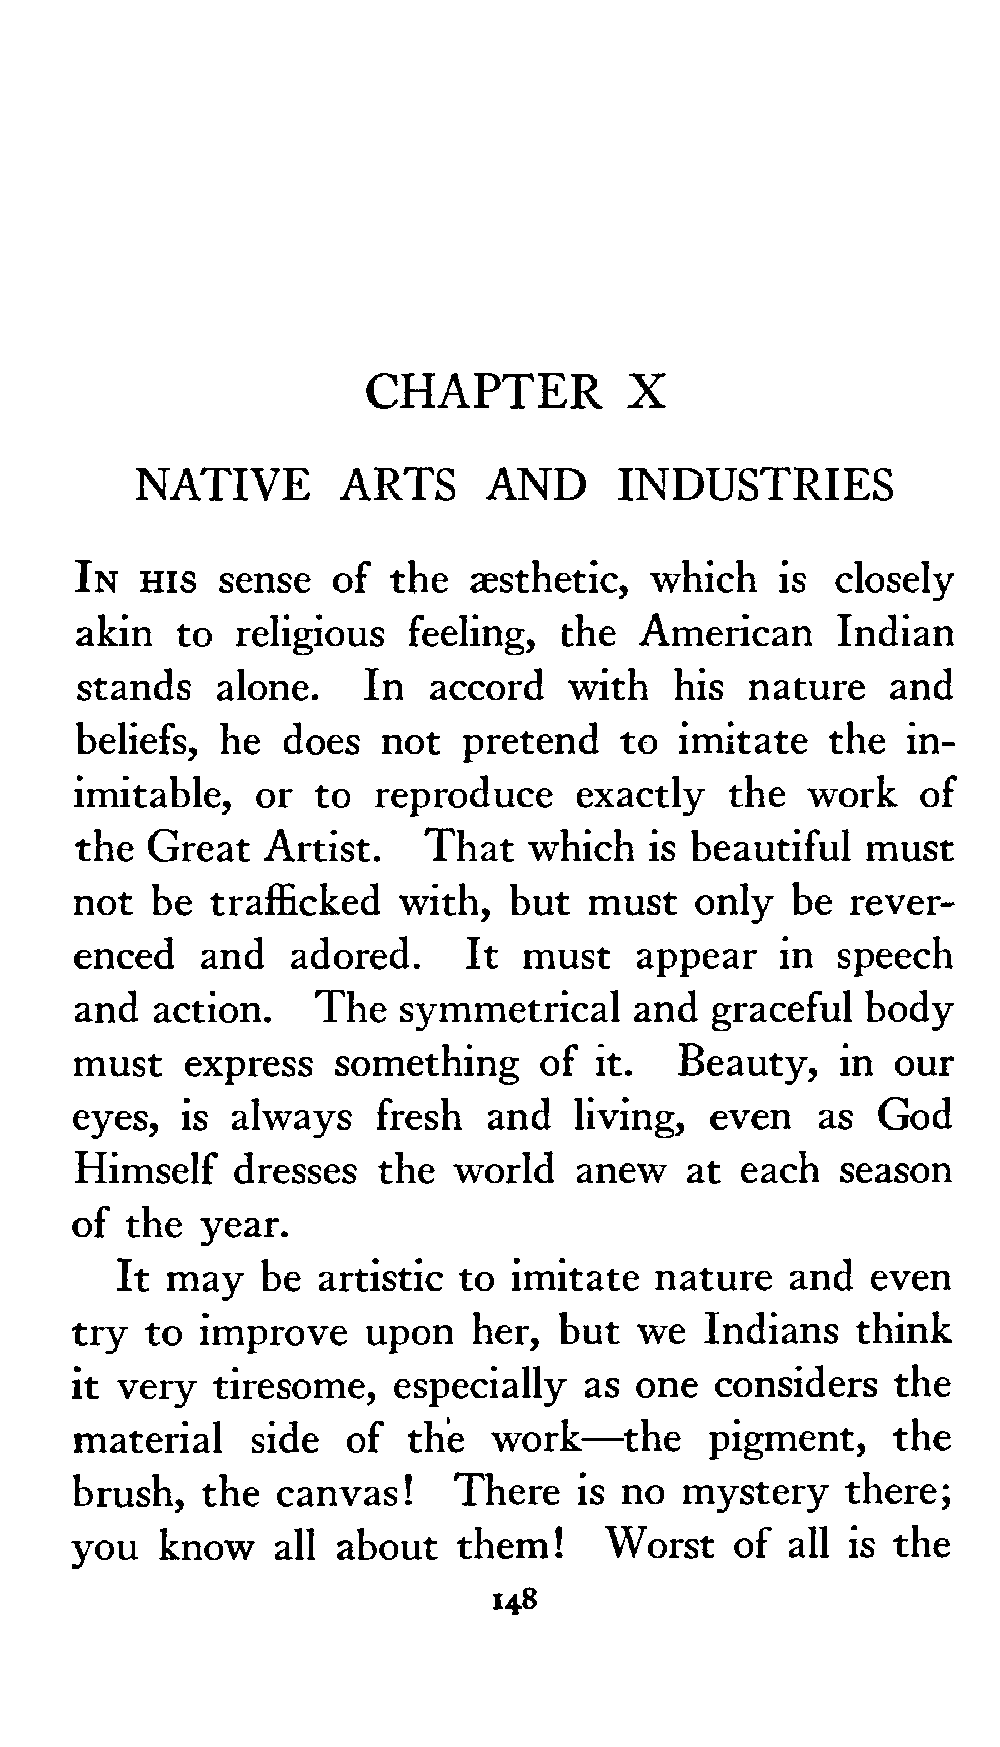 CHAPTER X
NATIVE ARTS AND INDUSTRIES
IN HIS sense of the æsthetic, which is closely
akin to religious feeling, the American Indian
stands alone. In accord with his nature and
beliefs, he does not pretend to imitate the in-
imitable, or to reproduce exactly the work of
the Great Artist. That which is beautiful must
not be trafficked with, but must only be rever-
enced and adored. It must appear in speech
and action. The symmetrical and graceful body
must express something of it. Beauty, in our
eyes, is always fresh and living, even as God
Himself dresses the world anew at each season
of the year.
It may be artistic to imitate nature and even
try to improve upon her, but we Indians think
it very tiresome, especially as one considers the
material side of the work—the pigment, the
brush, the canvas! There is no mystery there;
you know all about them! Worst of all is the
148